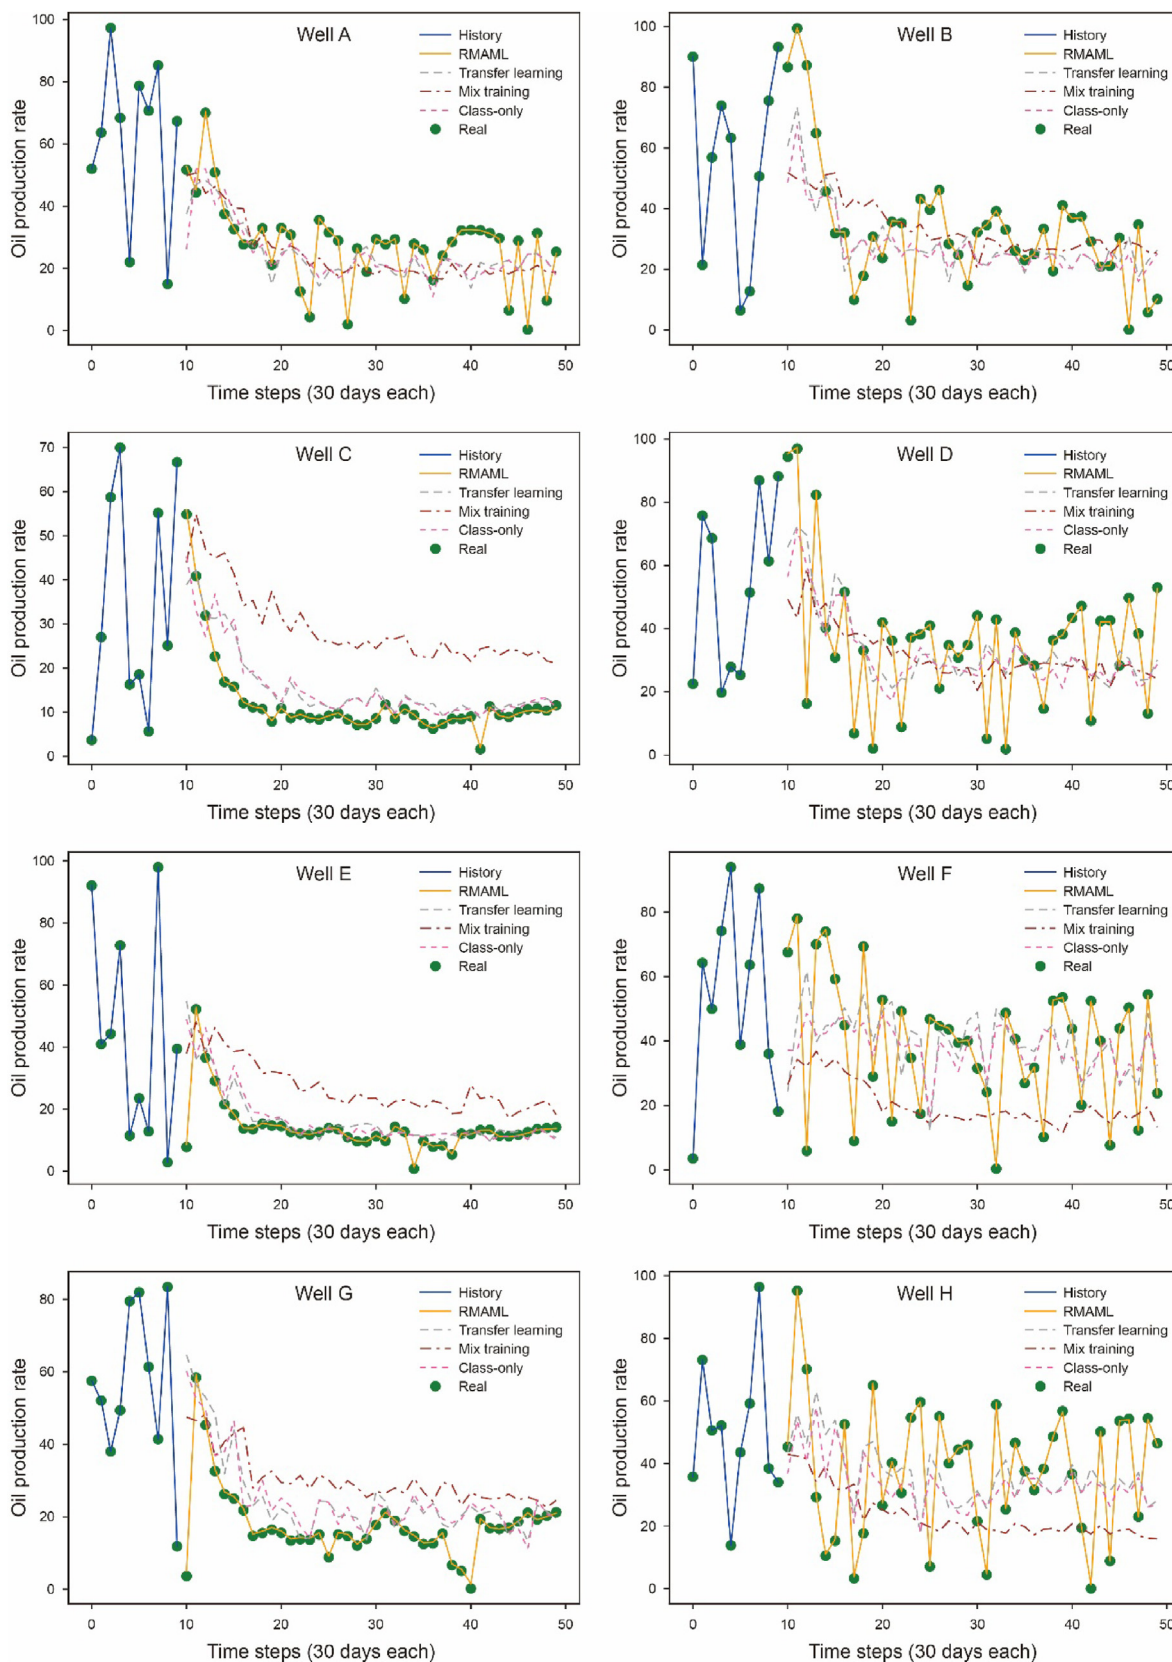 Well A
Oil production rate
100
80
60
40
20
0
History
RMAML
Transfer learning
Mix training
Class-only
Real
0 10 20 30 40 50
Time steps (30 days each)
Well B
Oil production rate
100
80
60
40
20
0
History
RMAML
Transfer learning
Mix training
Class-only
Real
0 10 20 30 40 50
Time steps (30 days each)
Well C
Oil production rate
70
60
50
40
30
20
10
0
History
RMAML
Transfer learning
Mix training
Class-only
Real
0 10 20 30 40 50
Time steps (30 days each)
Well D
Oil production rate
100
80
60
40
20
0
History
RMAML
Transfer learning
Mix training
Class-only
Real
0 10 20 30 40 50
Time steps (30 days each)
Well E
Oil production rate
100
80
60
40
20
0
History
RMAML
Transfer learning
Mix training
Class-only
Real
0 10 20 30 40 50
Time steps (30 days each)
Well F
Oil production rate
80
60
40
20
0
History
RMAML
Transfer learning
Mix training
Class-only
Real
0 10 20 30 40 50
Time steps (30 days each)
Well G
Oil production rate
80
60
40
20
0
History
RMAML
Transfer learning
Mix training
Class-only
Real
0 10 20 30 40 50
Time steps (30 days each)
Well H
Oil production rate
100
80
60
40
20
0
History
RMAML
Transfer learning
Mix training
Class-only
Real
0 10 20 30 40 50
Time steps (30 days each)